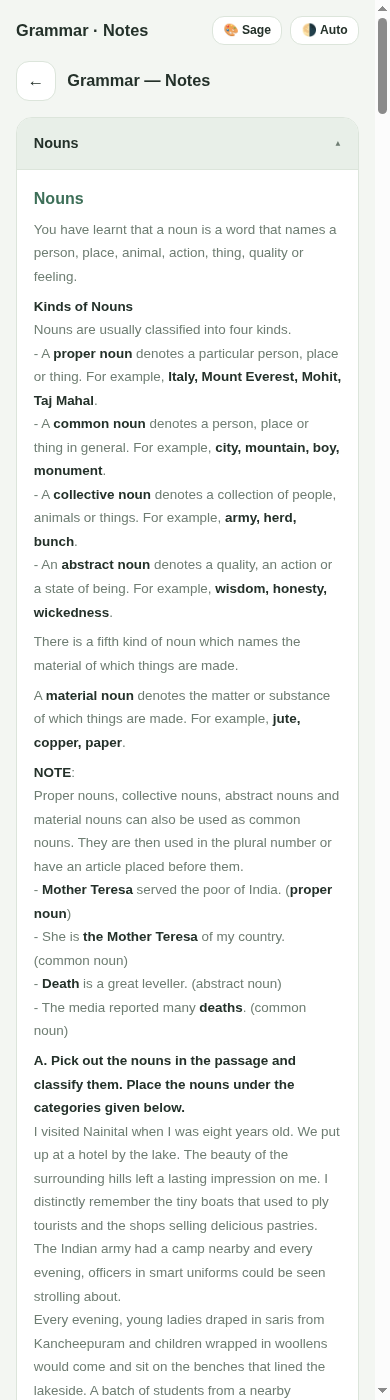 Grammar · Notes
🎨 Sage
🌗 Auto
←
Grammar — Notes
Nouns
▲
Nouns
You have learnt that a noun is a word that names a
person, place, animal, action, thing, quality or
feeling.
Kinds of Nouns
Nouns are usually classified into four kinds.
- A proper noun denotes a particular person, place
or thing. For example, Italy, Mount Everest, Mohit,
Taj Mahal.
- A common noun denotes a person, place or
thing in general. For example, city, mountain, boy,
monument.
- A collective noun denotes a collection of people,
animals or things. For example, army, herd,
bunch.
- An abstract noun denotes a quality, an action or
a state of being. For example, wisdom, honesty,
wickedness.
There is a fifth kind of noun which names the
material of which things are made.
A material noun denotes the matter or substance
of which things are made. For example, jute,
copper, paper.
NOTE:
Proper nouns, collective nouns, abstract nouns and
material nouns can also be used as common
nouns. They are then used in the plural number or
have an article placed before them.
- Mother Teresa served the poor of India. (proper
noun)
- She is the Mother Teresa of my country.
(common noun)
- Death is a great leveller. (abstract noun)
- The media reported many deaths. (common
noun)
A. Pick out the nouns in the passage and
classify them. Place the nouns under the
categories given below.
I visited Nainital when I was eight years old. We put
up at a hotel by the lake. The beauty of the
surrounding hills left a lasting impression on me. I
distinctly remember the tiny boats that used to ply
tourists and the shops selling delicious pastries.
The Indian army had a camp nearby and every
evening, officers in smart uniforms could be seen
strolling about.
Every evening, young ladies draped in saris from
Kancheepuram and children wrapped in woollens
would come and sit on the benches that lined the
lakeside. A batch of students from a nearby